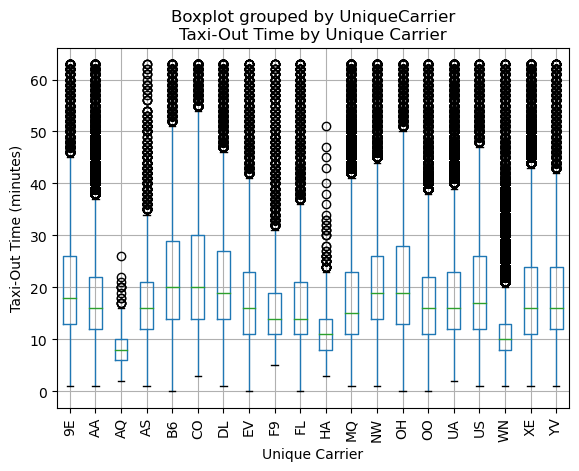 Boxplot grouped by UniqueCarrier
Taxi-Out Time by Unique Carrier
Taxi-Out Time (minutes)
60
50
40
30
20
10
0
9E AA AQ AS B6 CO DL EV F9 FL HA MQ NW OH OO UA US WN XE YV
Unique Carrier